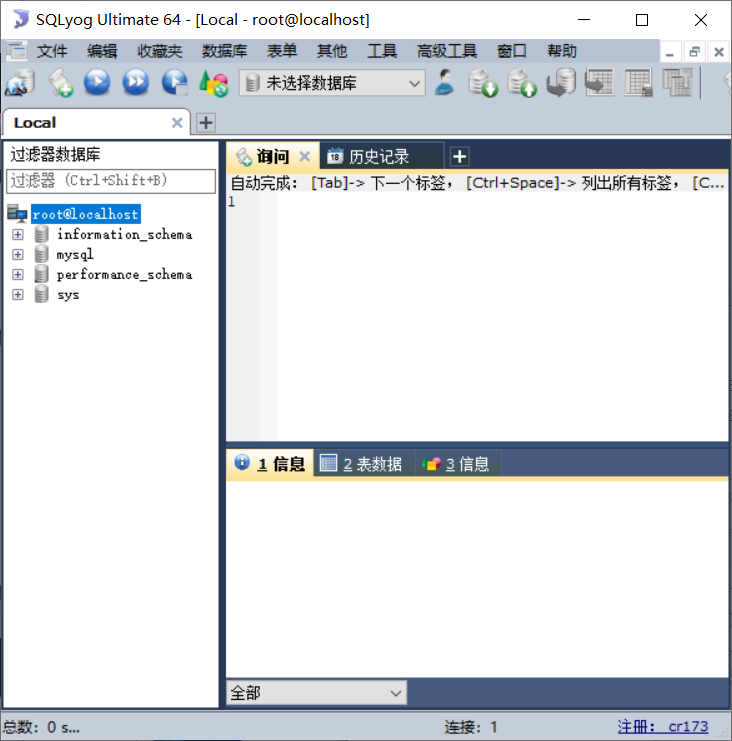 SQLyog Ultimate 64 - [Local - root@localhost]
文件 编辑 收藏夹 数据库 表单 其他 工具 高级工具 窗口 帮助
未选择数据库
Local
过滤器数据库
过滤器 (Ctrl+Shift+B)
root@localhost
information_schema
mysql
performance_schema
sys
询问 18 历史记录
自动完成: [Tab]-> 下一个标签, [Ctrl+Space]-> 列出所有标签, [C...
1
1 信息 2 表数据 3 信息
全部
总数: 0 s... 连接: 1 注册: cr173